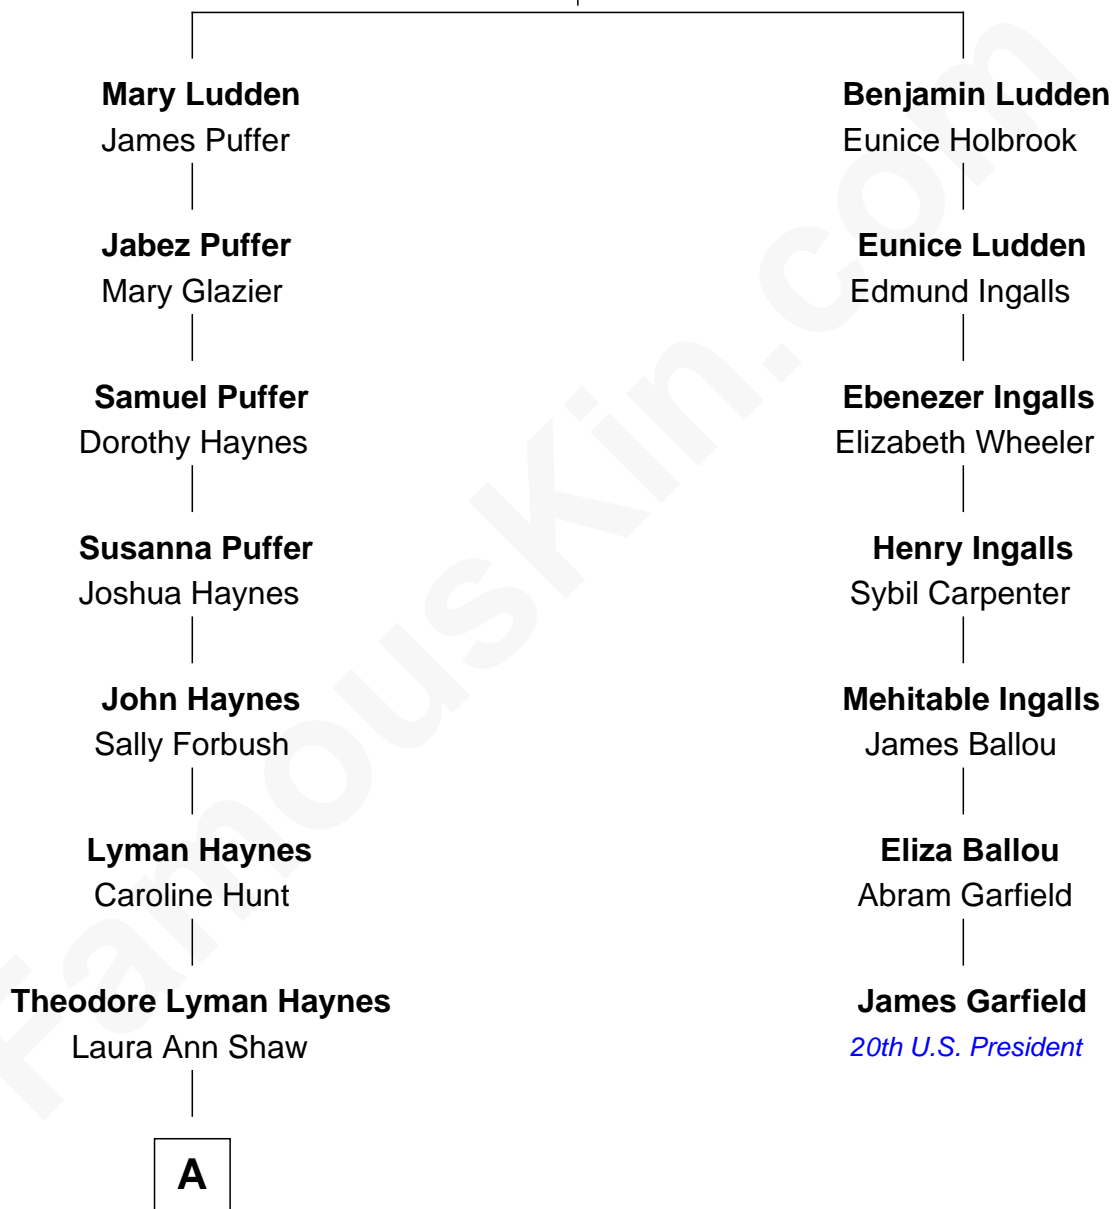 Mary Ludden
James Puffer
Benjamin Ludden
Eunice Holbrook
Jabez Puffer
Mary Glazier
Eunice Ludden
Edmund Ingalls
Samuel Puffer
Dorothy Haynes
Ebenezer Ingalls
Elizabeth Wheeler
Susanna Puffer
Joshua Haynes
Henry Ingalls
Sybil Carpenter
John Haynes
Sally Forbush
Mehitable Ingalls
James Ballou
Lyman Haynes
Caroline Hunt
Eliza Ballou
Abram Garfield
Theodore Lyman Haynes
Laura Ann Shaw
James Garfield
20th U.S. President
A
FamousKin.com